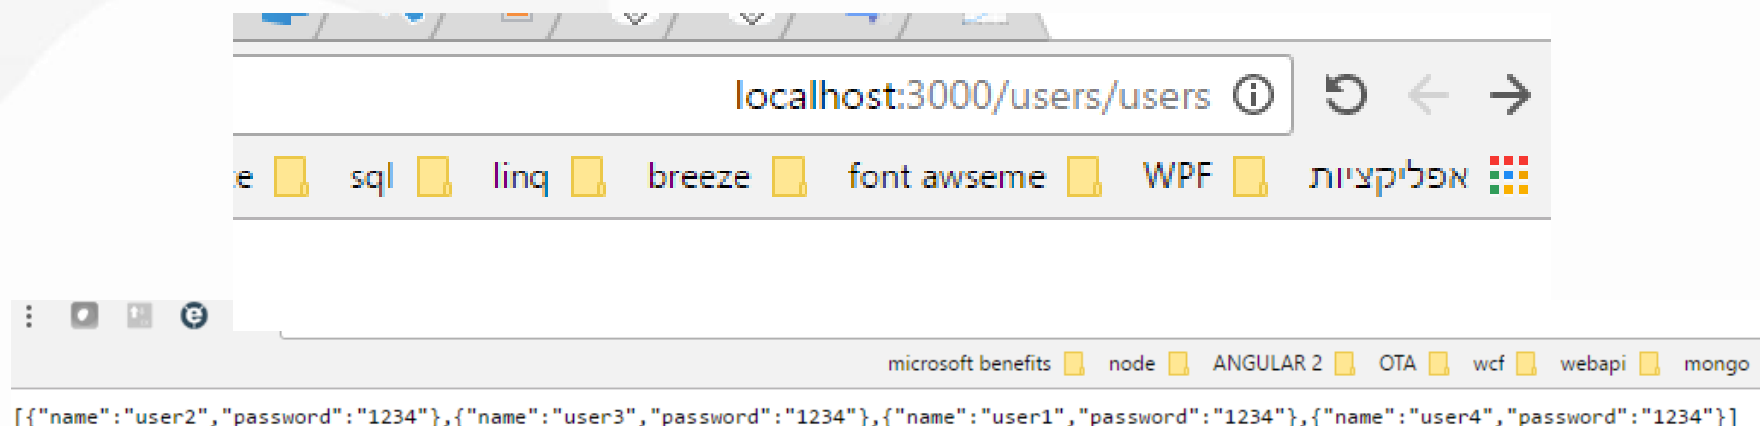 localhost:3000/users/users
אפליקציות WPF font awseme breeze linq sql
microsoft benefits node ANGULAR 2 OTA wcf webapi mongo
[{"name":"user2","password":"1234"},{"name":"user3","password":"1234"},{"name":"user1","password":"1234"},{"name":"user4","password":"1234"}]